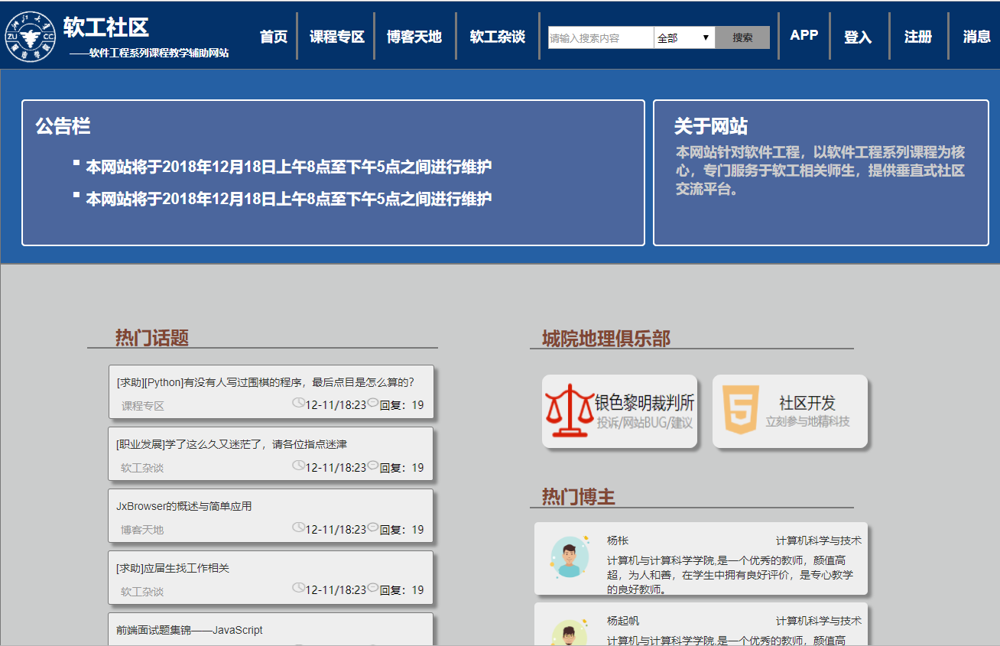 软工社区
——软件工程系列课程教学辅助网站
首页
课程专区
博客天地
软工杂谈
请输入搜索内容
全部
搜索
APP
登入
注册
消息
ZU
CC
公告栏
本网站将于2018年12月18日上午8点至下午5点之间进行维护
本网站将于2018年12月18日上午8点至下午5点之间进行维护
关于网站
本网站针对软件工程，以软件工程系列课程为核
心，专门服务于软工相关师生，提供垂直式社区
交流平台。
热门话题
[求助][Python]有没有人写过围棋的程序，最后点目是怎么算的？
课程专区 12-11/18:23 回复：19
[职业发展]学了这么久又迷茫了，请各位指点迷津
软工杂谈 12-11/18:23 回复：19
JxBrowser的概述与简单应用
博客天地 12-11/18:23 回复：19
[求助]应届生找工作相关
软工杂谈 12-11/18:23 回复：19
前端面试题集锦——JavaScript
城院地理俱乐部
银色黎明裁判所
投诉/网站BUG/建议
社区开发
立刻参与地精科技
热门博主
杨枨 计算机科学与技术
计算机与计算科学学院,是一个优秀的教师，颜值高
超，为人和善，在学生中拥有良好评价，是专心教学
的良好教师。
杨起帆 计算机科学与技术
计算机与计算科学学院,是一个优秀的教师，颜值高